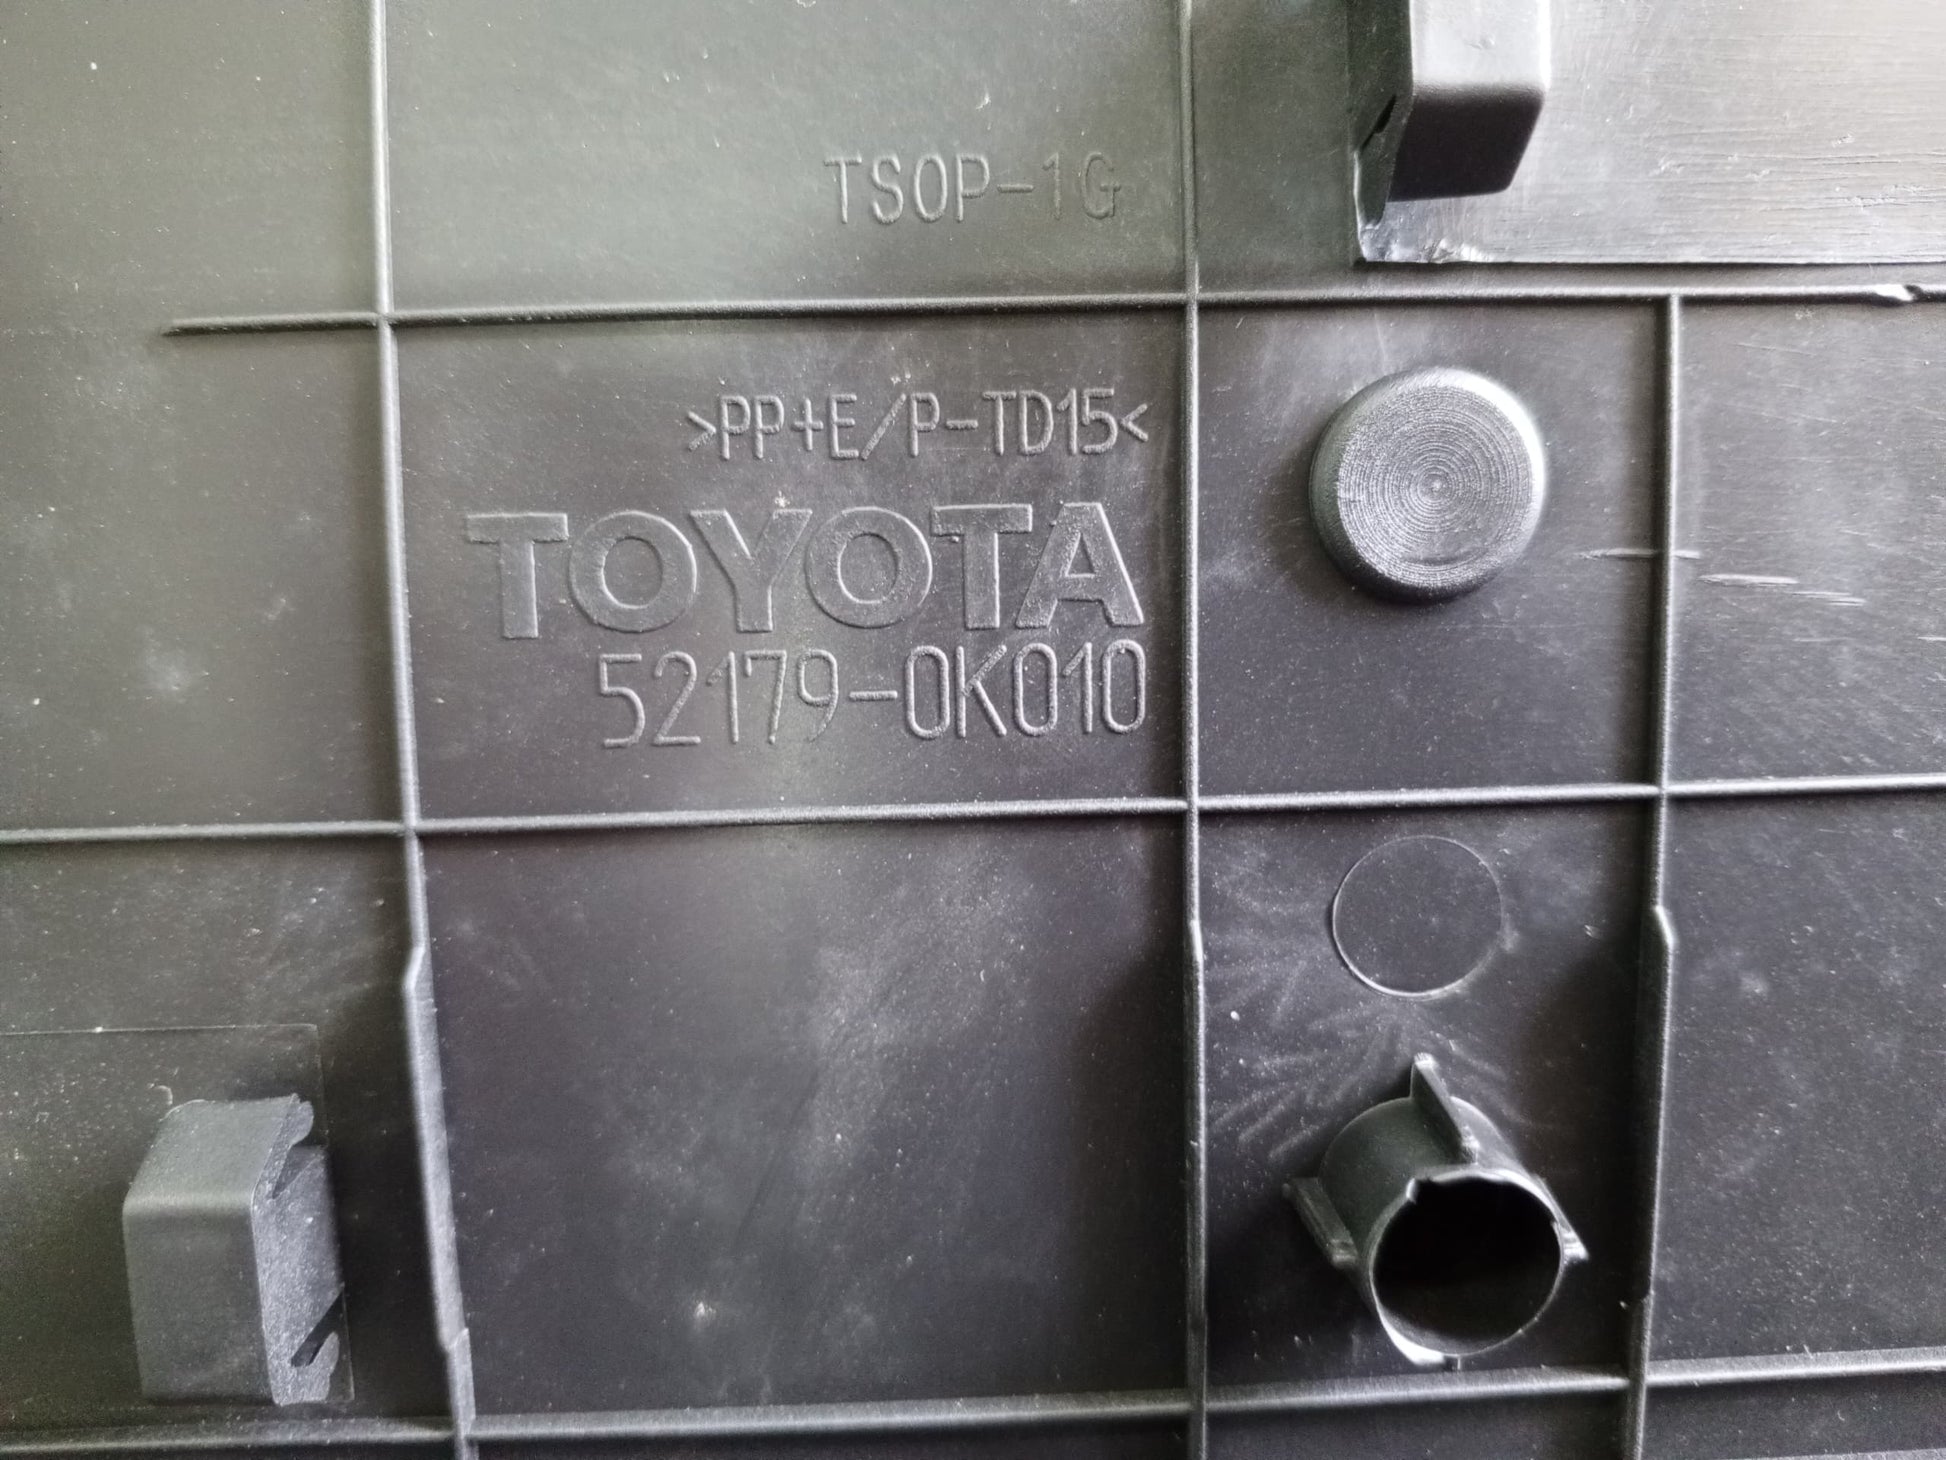 TSOP-1G
>PP+E/P-TD15<
TOYOTA
52179-0K010